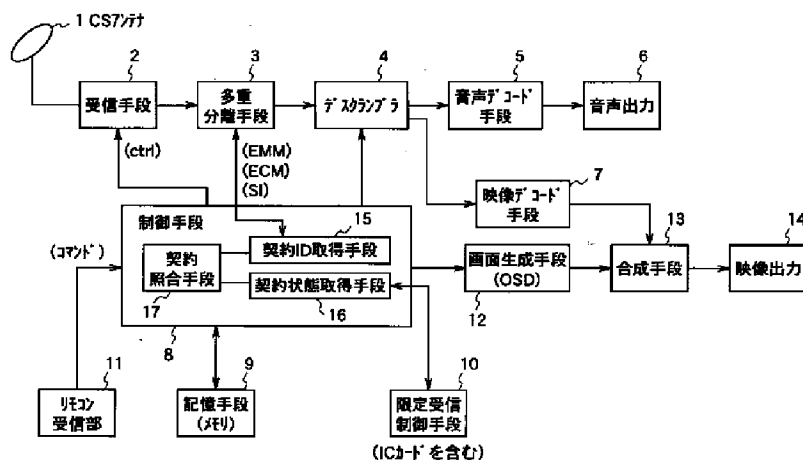 1 CSアンテナ
2
受信手段
3
多重
分離手段
4
デスクランブラ
5
音声デコード
手段
6
音声出力
(ctrl)
(EMM)
(ECM)
(SI)
7
映像デコード
手段
制御手段
15
契約ID取得手段
契約
照合手段
17
契約状態取得手段
16
8
(コマンド)
画面生成手段
(OSD)
12
13
合成手段
14
映像出力
11
リモコン
受信部
9
記憶手段
(メモリ)
10
限定受信
制御手段
(ICカードを含む)